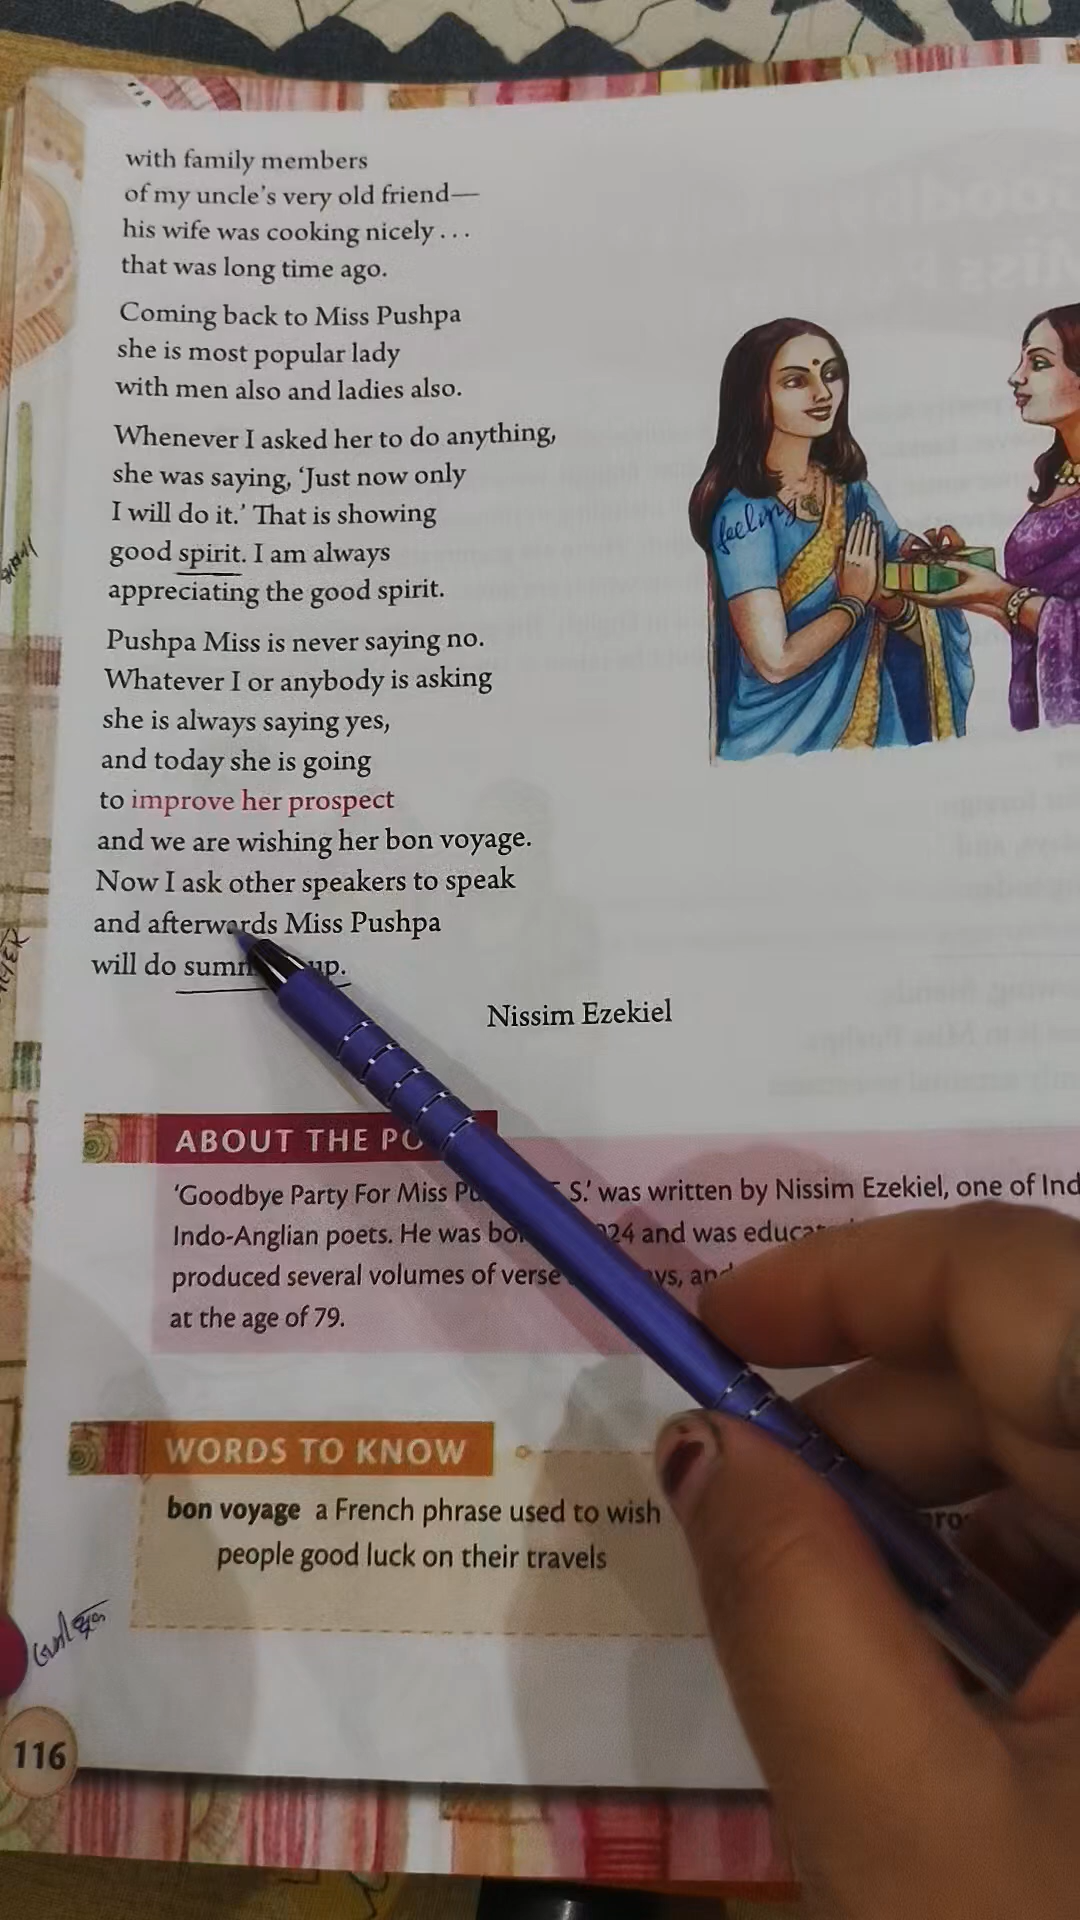 with family members
of my uncle's very old friend—
his wife was cooking nicely . . .
that was long time ago.
Coming back to Miss Pushpa
she is most popular lady
with men also and ladies also.
Whenever I asked her to do anything,
she was saying, ‘Just now only
I will do it.’ That is showing
good spirit. I am always
appreciating the good spirit.
feeling
Pushpa Miss is never saying no.
Whatever I or anybody is asking
she is always saying yes,
and today she is going
to improve her prospect
and we are wishing her bon voyage.
Now I ask other speakers to speak
and afterwards Miss Pushpa
will do up.
Nissim Ezekiel
ABOUT THE
‘Goodbye Party For Miss S.’ was written by Nissim Ezekiel, one of
Indo-Anglian poets. He was 24 and was
produced several volumes of verse
at the age of 79.
WORDS TO KNOW
bon voyage a French phrase used to wish
people good luck on their travels
116